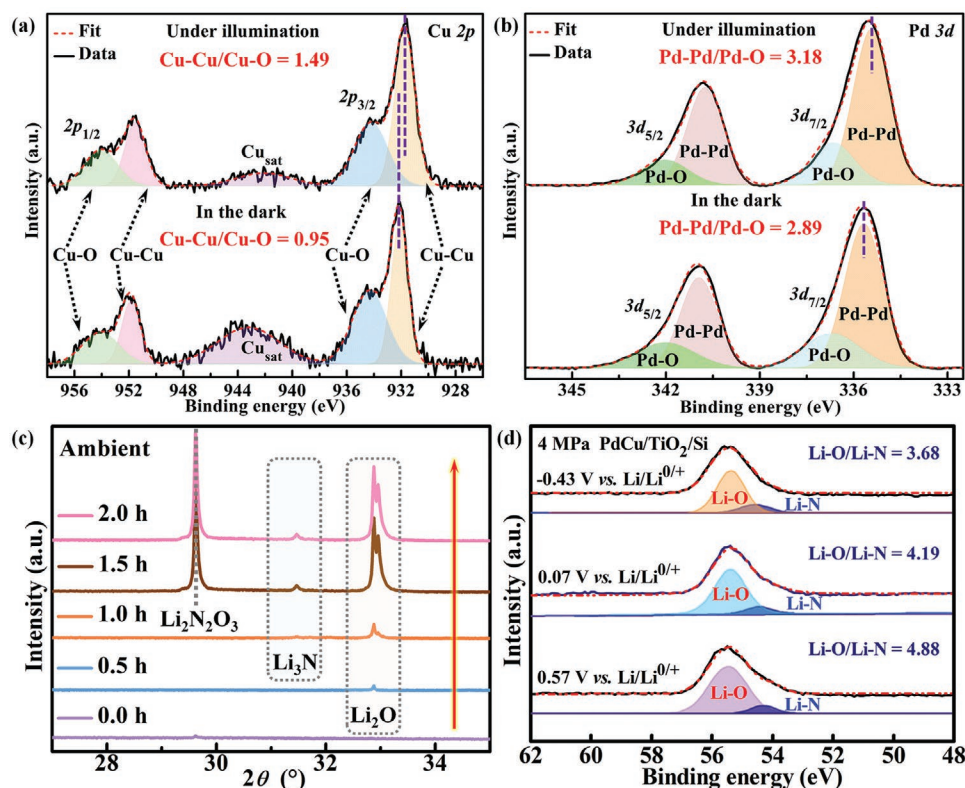 (a)
Fit
Data
Under illumination
Cu 2p
Cu-Cu/Cu-O = 1.49
2p1/2
Cusat
2p3/2
In the dark
Cu-Cu/Cu-O = 0.95
Cu-O
Cu-Cu
Cu-O
Cu-Cu
Cusat
Intensity (a.u.)
956 952 948 944 940 936 932 928
Binding energy (eV)
(b)
Fit
Data
Under illumination
Pd 3d
Pd-Pd/Pd-O = 3.18
3d5/2
Pd-Pd
Pd-O
3d7/2
Pd-Pd
Pd-O
In the dark
Pd-Pd/Pd-O = 2.89
3d5/2
Pd-Pd
Pd-O
3d7/2
Pd-Pd
Pd-O
Intensity (a.u.)
345 342 339 336 333
Binding energy (eV)
(c)
Ambient
2.0 h
1.5 h
Li2N2O3
1.0 h
Li3N
0.5 h
Li2O
0.0 h
Intensity (a.u.)
28 30 32 34
2θ (°)
(d)
4 MPa PdCu/TiO2/Si
Li-O/Li-N = 3.68
-0.43 V vs. Li/Li0/+
Li-O
Li-N
Li-O/Li-N = 4.19
0.07 V vs. Li/Li0/+
Li-O
Li-N
Li-O/Li-N = 4.88
0.57 V vs. Li/Li0/+
Li-O
Li-N
Intensity (a.u.)
62 60 58 56 54 52 50 48
Binding energy (eV)